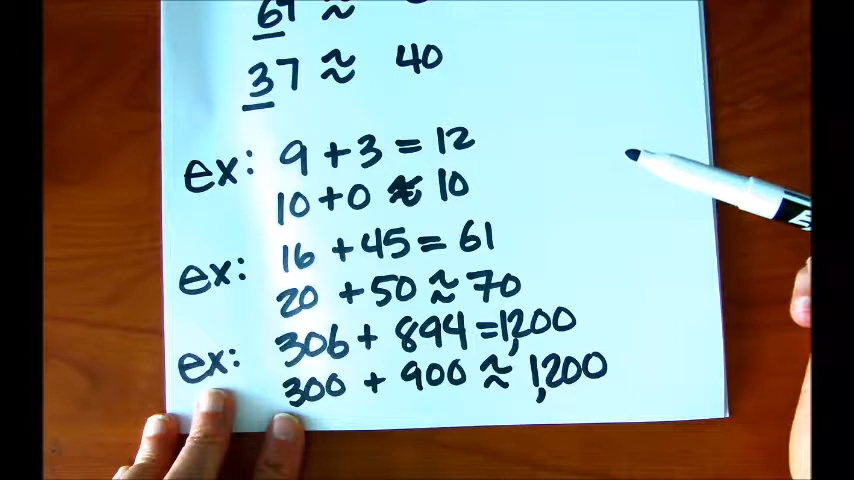 64 ≈
37 ≈ 40
ex: 9 + 3 = 12
10 + 0 ≈ 10
ex: 16 + 45 = 61
20 + 50 ≈ 70
ex: 306 + 894 = 1,200
300 + 900 ≈ 1,200